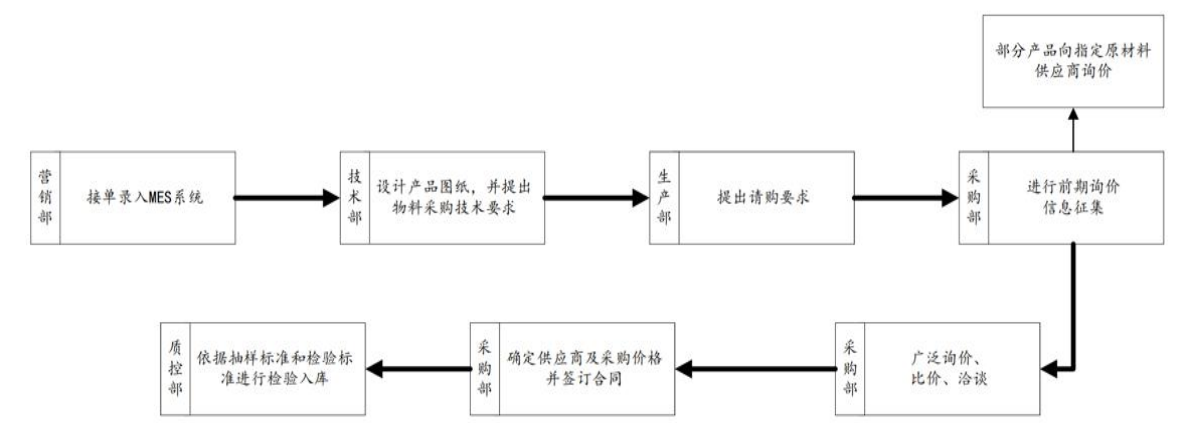 部分产品向指定原材料
供应商询价
营销部
接单录入MES系统
技术部
设计产品图纸，并提出
物料采购技术要求
生产部
提出请购要求
采购部
进行前期询价
信息征集
采购部
广泛询价、
比价、洽谈
采购部
确定供应商及采购价格
并签订合同
质控部
依据抽样标准和检验标
准进行检验入库